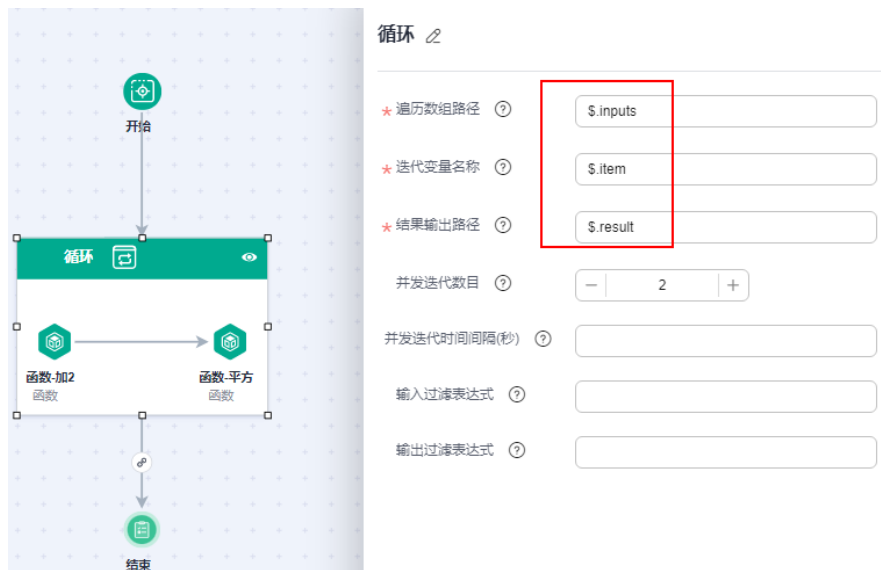 开始
循环
函数-加2
函数
函数-平方
函数
结束
循环
* 遍历数组路径 ? $.inputs
* 迭代变量名称 ? $.item
* 结果输出路径 ? $.result
并发迭代数目 ? − 2 +
并发迭代时间间隔(秒) ?
输入过滤表达式 ?
输出过滤表达式 ?